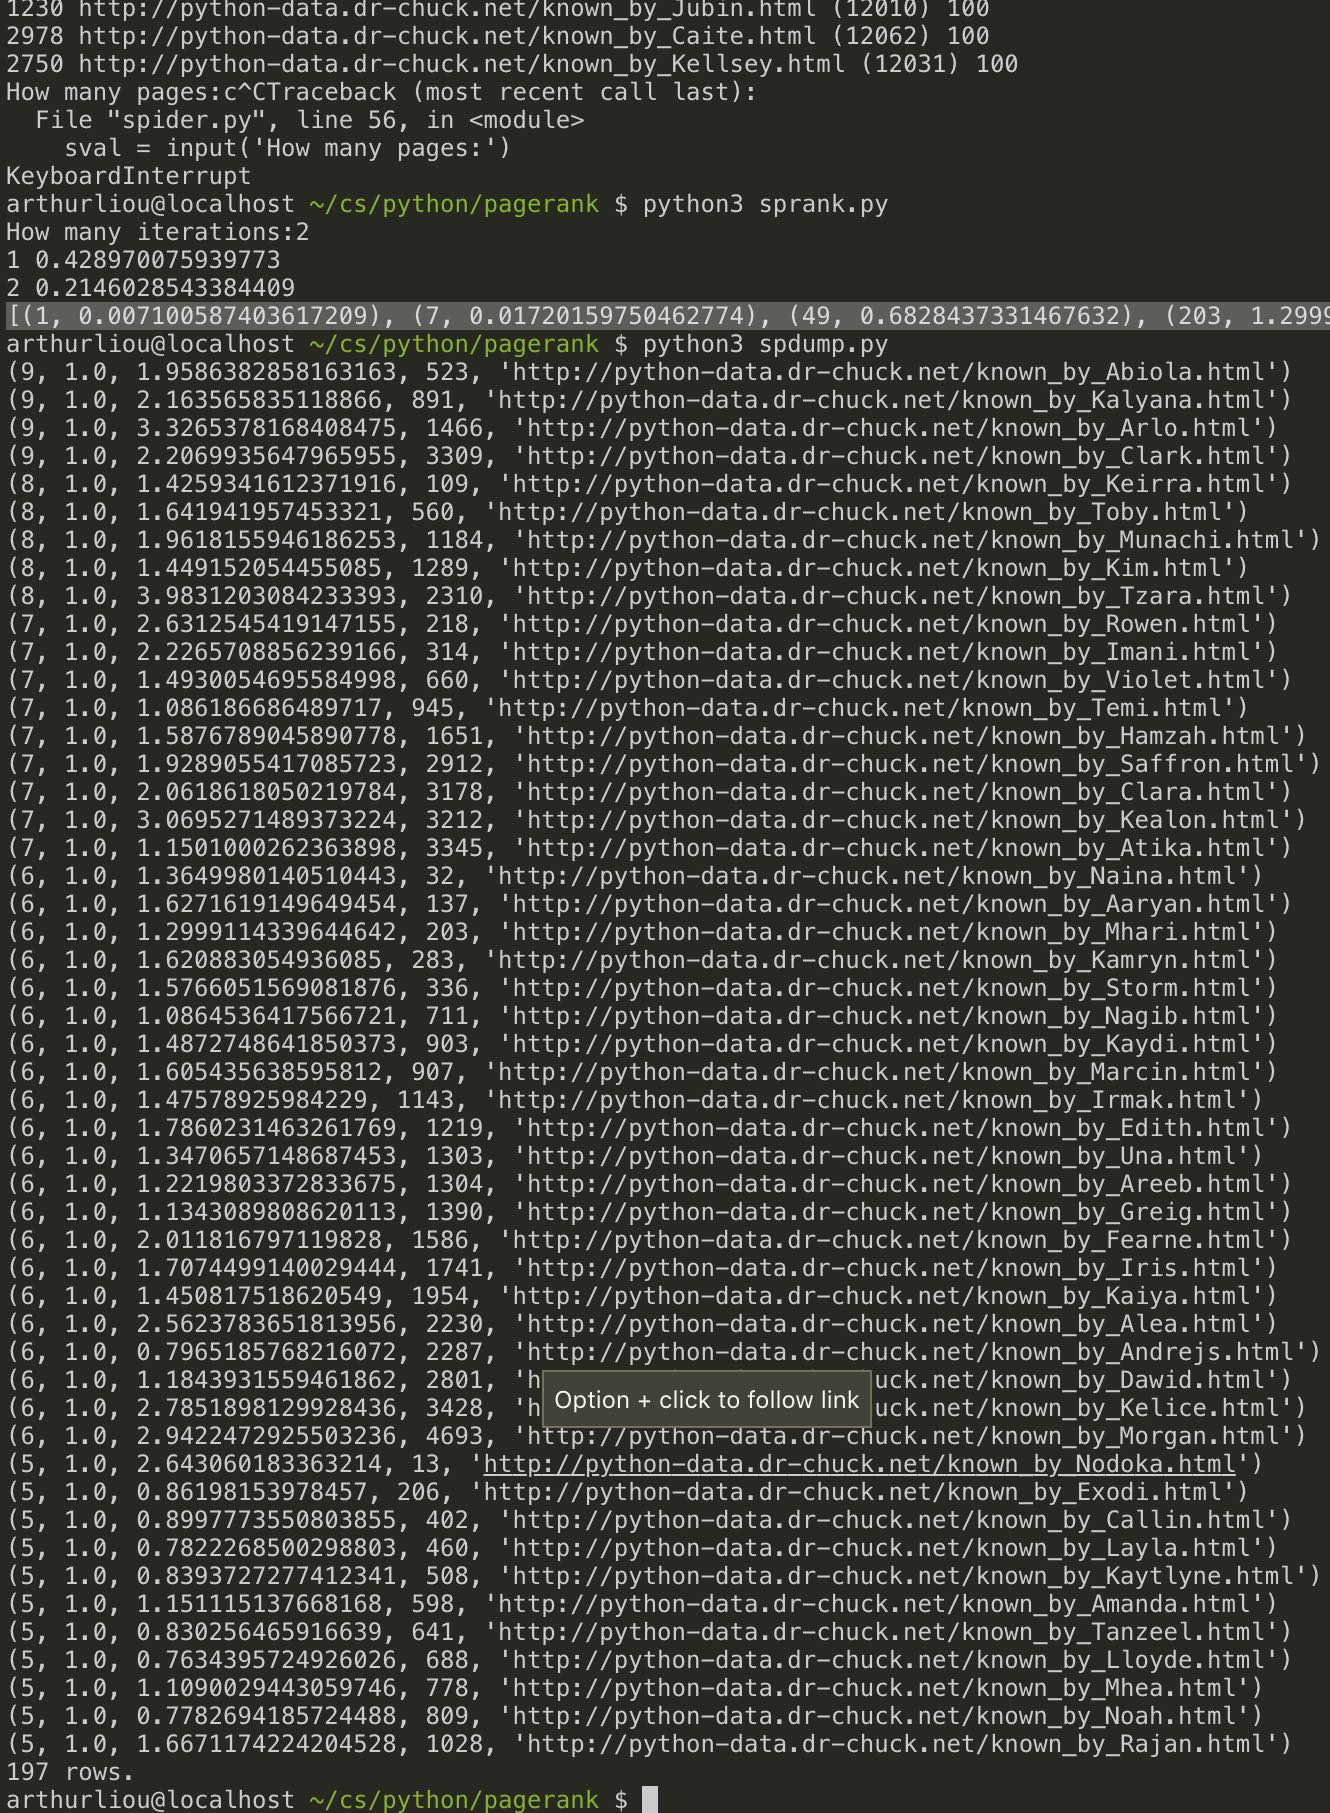 1230 http://python-data.dr-chuck.net/known_by_Jubin.html (12010) 100
2978 http://python-data.dr-chuck.net/known_by_Caite.html (12062) 100
2750 http://python-data.dr-chuck.net/known_by_Kellsey.html (12031) 100
How many pages:c^CTraceback (most recent call last):
  File "spider.py", line 56, in <module>
    sval = input('How many pages:')
KeyboardInterrupt
arthurliou@localhost ~/cs/python/pagerank $ python3 sprank.py
How many iterations:2
1 0.428970075939773
2 0.2146028543384409
[(1, 0.007100587403617209), (7, 0.01720159750462774), (49, 0.6828437331467632), (203, 1.2999
arthurliou@localhost ~/cs/python/pagerank $ python3 spdump.py
(9, 1.0, 1.9586382858163163, 523, 'http://python-data.dr-chuck.net/known_by_Abiola.html')
(9, 1.0, 2.163565835118866, 891, 'http://python-data.dr-chuck.net/known_by_Kalyana.html')
(9, 1.0, 3.3265378168408475, 1466, 'http://python-data.dr-chuck.net/known_by_Arlo.html')
(9, 1.0, 2.2069935647965955, 3309, 'http://python-data.dr-chuck.net/known_by_Clark.html')
(8, 1.0, 1.4259341612371916, 109, 'http://python-data.dr-chuck.net/known_by_Keirra.html')
(8, 1.0, 1.641941957453321, 560, 'http://python-data.dr-chuck.net/known_by_Toby.html')
(8, 1.0, 1.9618155946186253, 1184, 'http://python-data.dr-chuck.net/known_by_Munachi.html')
(8, 1.0, 1.449152054455085, 1289, 'http://python-data.dr-chuck.net/known_by_Kim.html')
(8, 1.0, 3.9831203084233393, 2310, 'http://python-data.dr-chuck.net/known_by_Tzara.html')
(7, 1.0, 2.6312545419147155, 218, 'http://python-data.dr-chuck.net/known_by_Rowen.html')
(7, 1.0, 2.2265708856239166, 314, 'http://python-data.dr-chuck.net/known_by_Imani.html')
(7, 1.0, 1.4930054695584998, 660, 'http://python-data.dr-chuck.net/known_by_Violet.html')
(7, 1.0, 1.086186686489717, 945, 'http://python-data.dr-chuck.net/known_by_Temi.html')
(7, 1.0, 1.5876789045890778, 1651, 'http://python-data.dr-chuck.net/known_by_Hamzah.html')
(7, 1.0, 1.9289055417085723, 2912, 'http://python-data.dr-chuck.net/known_by_Saffron.html')
(7, 1.0, 2.0618618050219784, 3178, 'http://python-data.dr-chuck.net/known_by_Clara.html')
(7, 1.0, 3.0695271489373224, 3212, 'http://python-data.dr-chuck.net/known_by_Kealon.html')
(7, 1.0, 1.1501000262363898, 3345, 'http://python-data.dr-chuck.net/known_by_Atika.html')
(6, 1.0, 1.3649980140510443, 32, 'http://python-data.dr-chuck.net/known_by_Naina.html')
(6, 1.0, 1.6271619149649454, 137, 'http://python-data.dr-chuck.net/known_by_Aaryan.html')
(6, 1.0, 1.2999114339644642, 203, 'http://python-data.dr-chuck.net/known_by_Mhari.html')
(6, 1.0, 1.620883054936085, 283, 'http://python-data.dr-chuck.net/known_by_Kamryn.html')
(6, 1.0, 1.5766051569081876, 336, 'http://python-data.dr-chuck.net/known_by_Storm.html')
(6, 1.0, 1.0864536417566721, 711, 'http://python-data.dr-chuck.net/known_by_Nagib.html')
(6, 1.0, 1.4872748641850373, 903, 'http://python-data.dr-chuck.net/known_by_Kaydi.html')
(6, 1.0, 1.605435638595812, 907, 'http://python-data.dr-chuck.net/known_by_Marcin.html')
(6, 1.0, 1.47578925984229, 1143, 'http://python-data.dr-chuck.net/known_by_Irmak.html')
(6, 1.0, 1.7860231463261769, 1219, 'http://python-data.dr-chuck.net/known_by_Edith.html')
(6, 1.0, 1.3470657148687453, 1303, 'http://python-data.dr-chuck.net/known_by_Una.html')
(6, 1.0, 1.2219803372833675, 1304, 'http://python-data.dr-chuck.net/known_by_Areeb.html')
(6, 1.0, 1.1343089808620113, 1390, 'http://python-data.dr-chuck.net/known_by_Greig.html')
(6, 1.0, 2.011816797119828, 1586, 'http://python-data.dr-chuck.net/known_by_Fearne.html')
(6, 1.0, 1.7074499140029444, 1741, 'http://python-data.dr-chuck.net/known_by_Iris.html')
(6, 1.0, 1.450817518620549, 1954, 'http://python-data.dr-chuck.net/known_by_Kaiya.html')
(6, 1.0, 2.5623783651813956, 2230, 'http://python-data.dr-chuck.net/known_by_Alea.html')
(6, 1.0, 0.7965185768216072, 2287, 'http://python-data.dr-chuck.net/known_by_Andrejs.html')
(6, 1.0, 1.1843931559461862, 2801, 'h uck.net/known_by_Dawid.html')
Option + click to follow link
(6, 1.0, 2.7851898129928436, 3428, 'h uck.net/known_by_Kelice.html')
(6, 1.0, 2.9422472925503236, 4693, 'http://python-data.dr-chuck.net/known_by_Morgan.html')
(5, 1.0, 2.643060183363214, 13, 'http://python-data.dr-chuck.net/known_by_Nodoka.html')
(5, 1.0, 0.86198153978457, 206, 'http://python-data.dr-chuck.net/known_by_Exodi.html')
(5, 1.0, 0.8997773550803855, 402, 'http://python-data.dr-chuck.net/known_by_Callin.html')
(5, 1.0, 0.7822268500298803, 460, 'http://python-data.dr-chuck.net/known_by_Layla.html')
(5, 1.0, 0.8393727277412341, 508, 'http://python-data.dr-chuck.net/known_by_Kaytlyne.html')
(5, 1.0, 1.151115137668168, 598, 'http://python-data.dr-chuck.net/known_by_Amanda.html')
(5, 1.0, 0.830256465916639, 641, 'http://python-data.dr-chuck.net/known_by_Tanzeel.html')
(5, 1.0, 0.7634395724926026, 688, 'http://python-data.dr-chuck.net/known_by_Lloyde.html')
(5, 1.0, 1.1090029443059746, 778, 'http://python-data.dr-chuck.net/known_by_Mhea.html')
(5, 1.0, 0.7782694185724488, 809, 'http://python-data.dr-chuck.net/known_by_Noah.html')
(5, 1.0, 1.6671174224204528, 1028, 'http://python-data.dr-chuck.net/known_by_Rajan.html')
197 rows.
arthurliou@localhost ~/cs/python/pagerank $